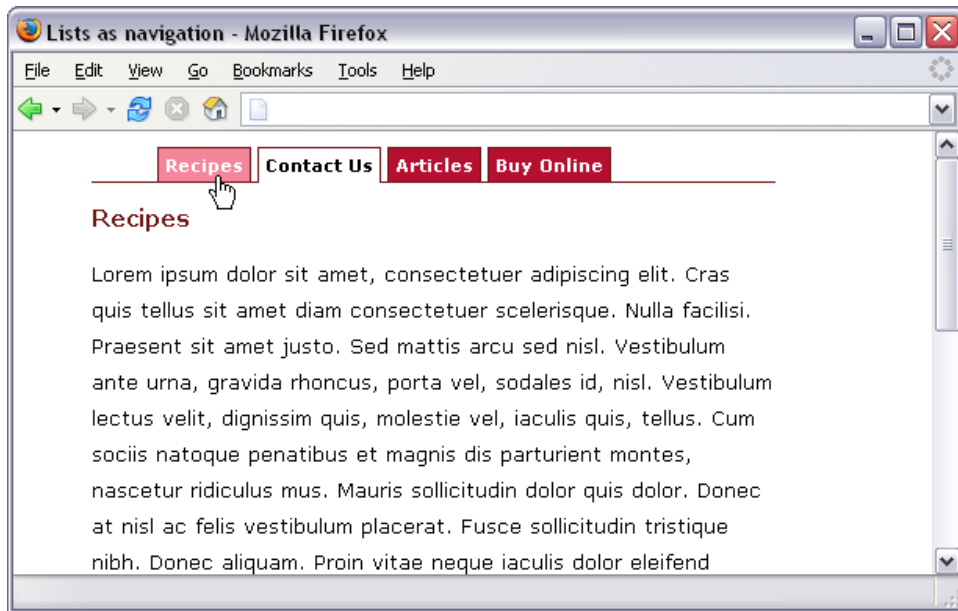 Lists as navigation - Mozilla Firefox
File Edit View Go Bookmarks Tools Help
Recipes Contact Us Articles Buy Online
Recipes
Lorem ipsum dolor sit amet, consectetuer adipiscing elit. Cras
quis tellus sit amet diam consectetuer scelerisque. Nulla facilisi.
Praesent sit amet justo. Sed mattis arcu sed nisl. Vestibulum
ante urna, gravida rhoncus, porta vel, sodales id, nisl. Vestibulum
lectus velit, dignissim quis, molestie vel, iaculis quis, tellus. Cum
sociis natoque penatibus et magnis dis parturient montes,
nascetur ridiculus mus. Mauris sollicitudin dolor quis dolor. Donec
at nisl ac felis vestibulum placerat. Fusce sollicitudin tristique
nibh. Donec aliquam. Proin vitae neque iaculis dolor eleifend